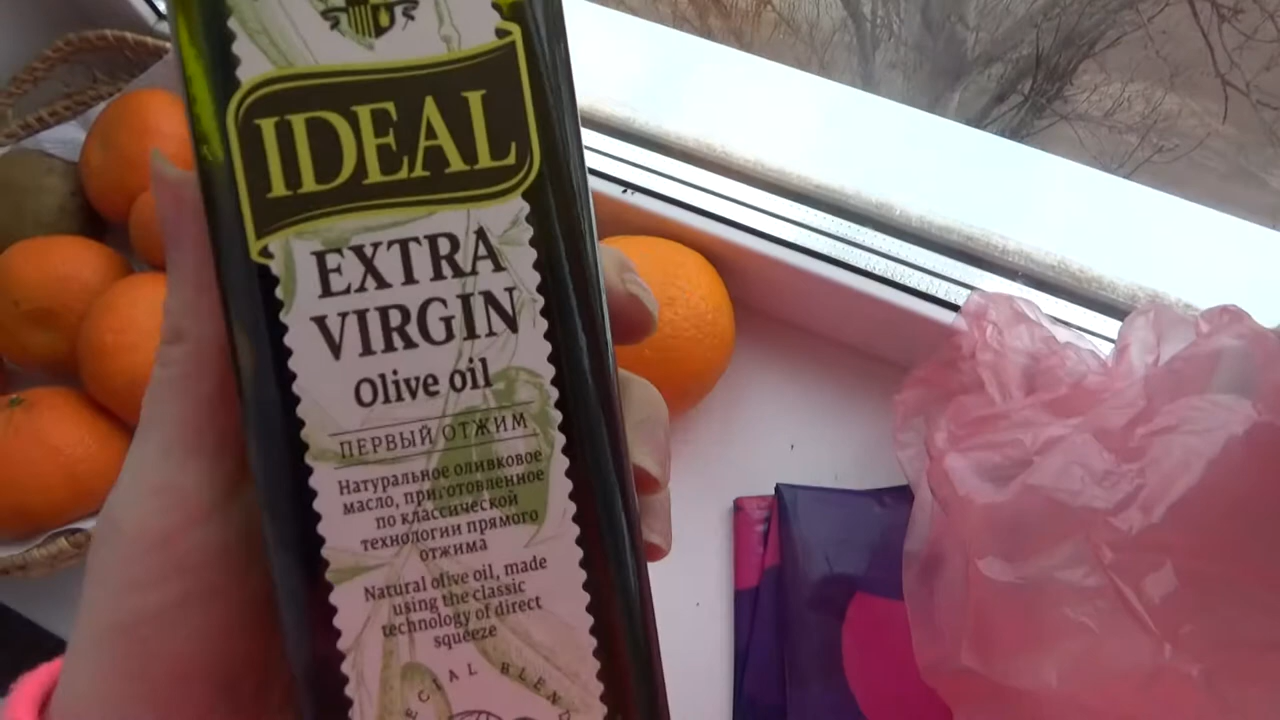 IDEAL
EXTRA
VIRGIN
Olive oil
ПЕРВЫЙ ОТЖИМ
Натуральное оливковое
масло, приготовленное
по классической
технологии прямого
отжима
Natural olive oil, made
using the classic
technology of direct
squeeze
BLEND